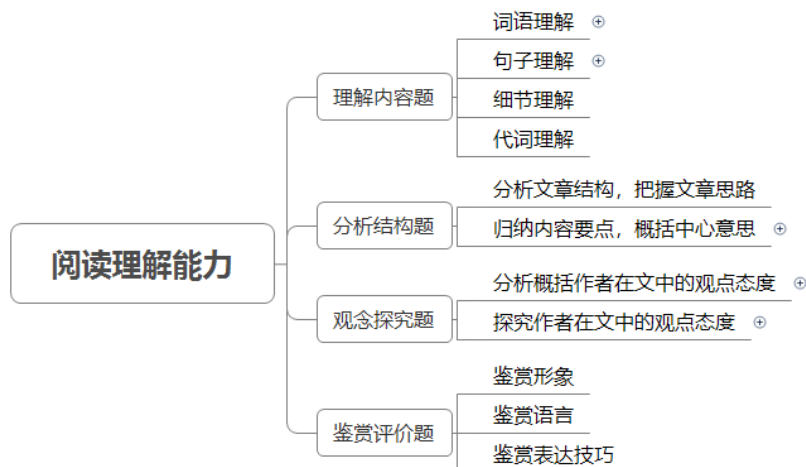 阅读理解能力
理解内容题
词语理解
句子理解
细节理解
代词理解
分析结构题
分析文章结构，把握文章思路
归纳内容要点，概括中心意思
观念探究题
分析概括作者在文中的观点态度
探究作者在文中的观点态度
鉴赏评价题
鉴赏形象
鉴赏语言
鉴赏表达技巧